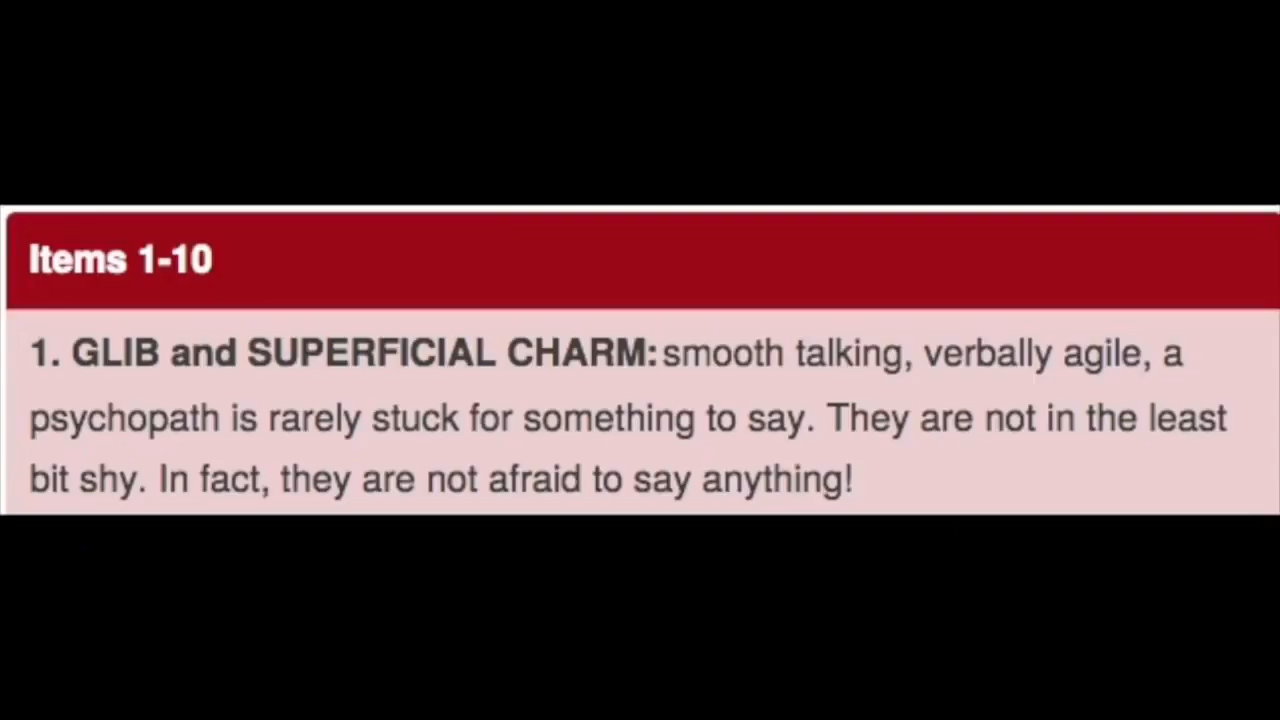 Items 1-10
1. GLIB and SUPERFICIAL CHARM: smooth talking, verbally agile, a
psychopath is rarely stuck for something to say. They are not in the least
bit shy. In fact, they are not afraid to say anything!